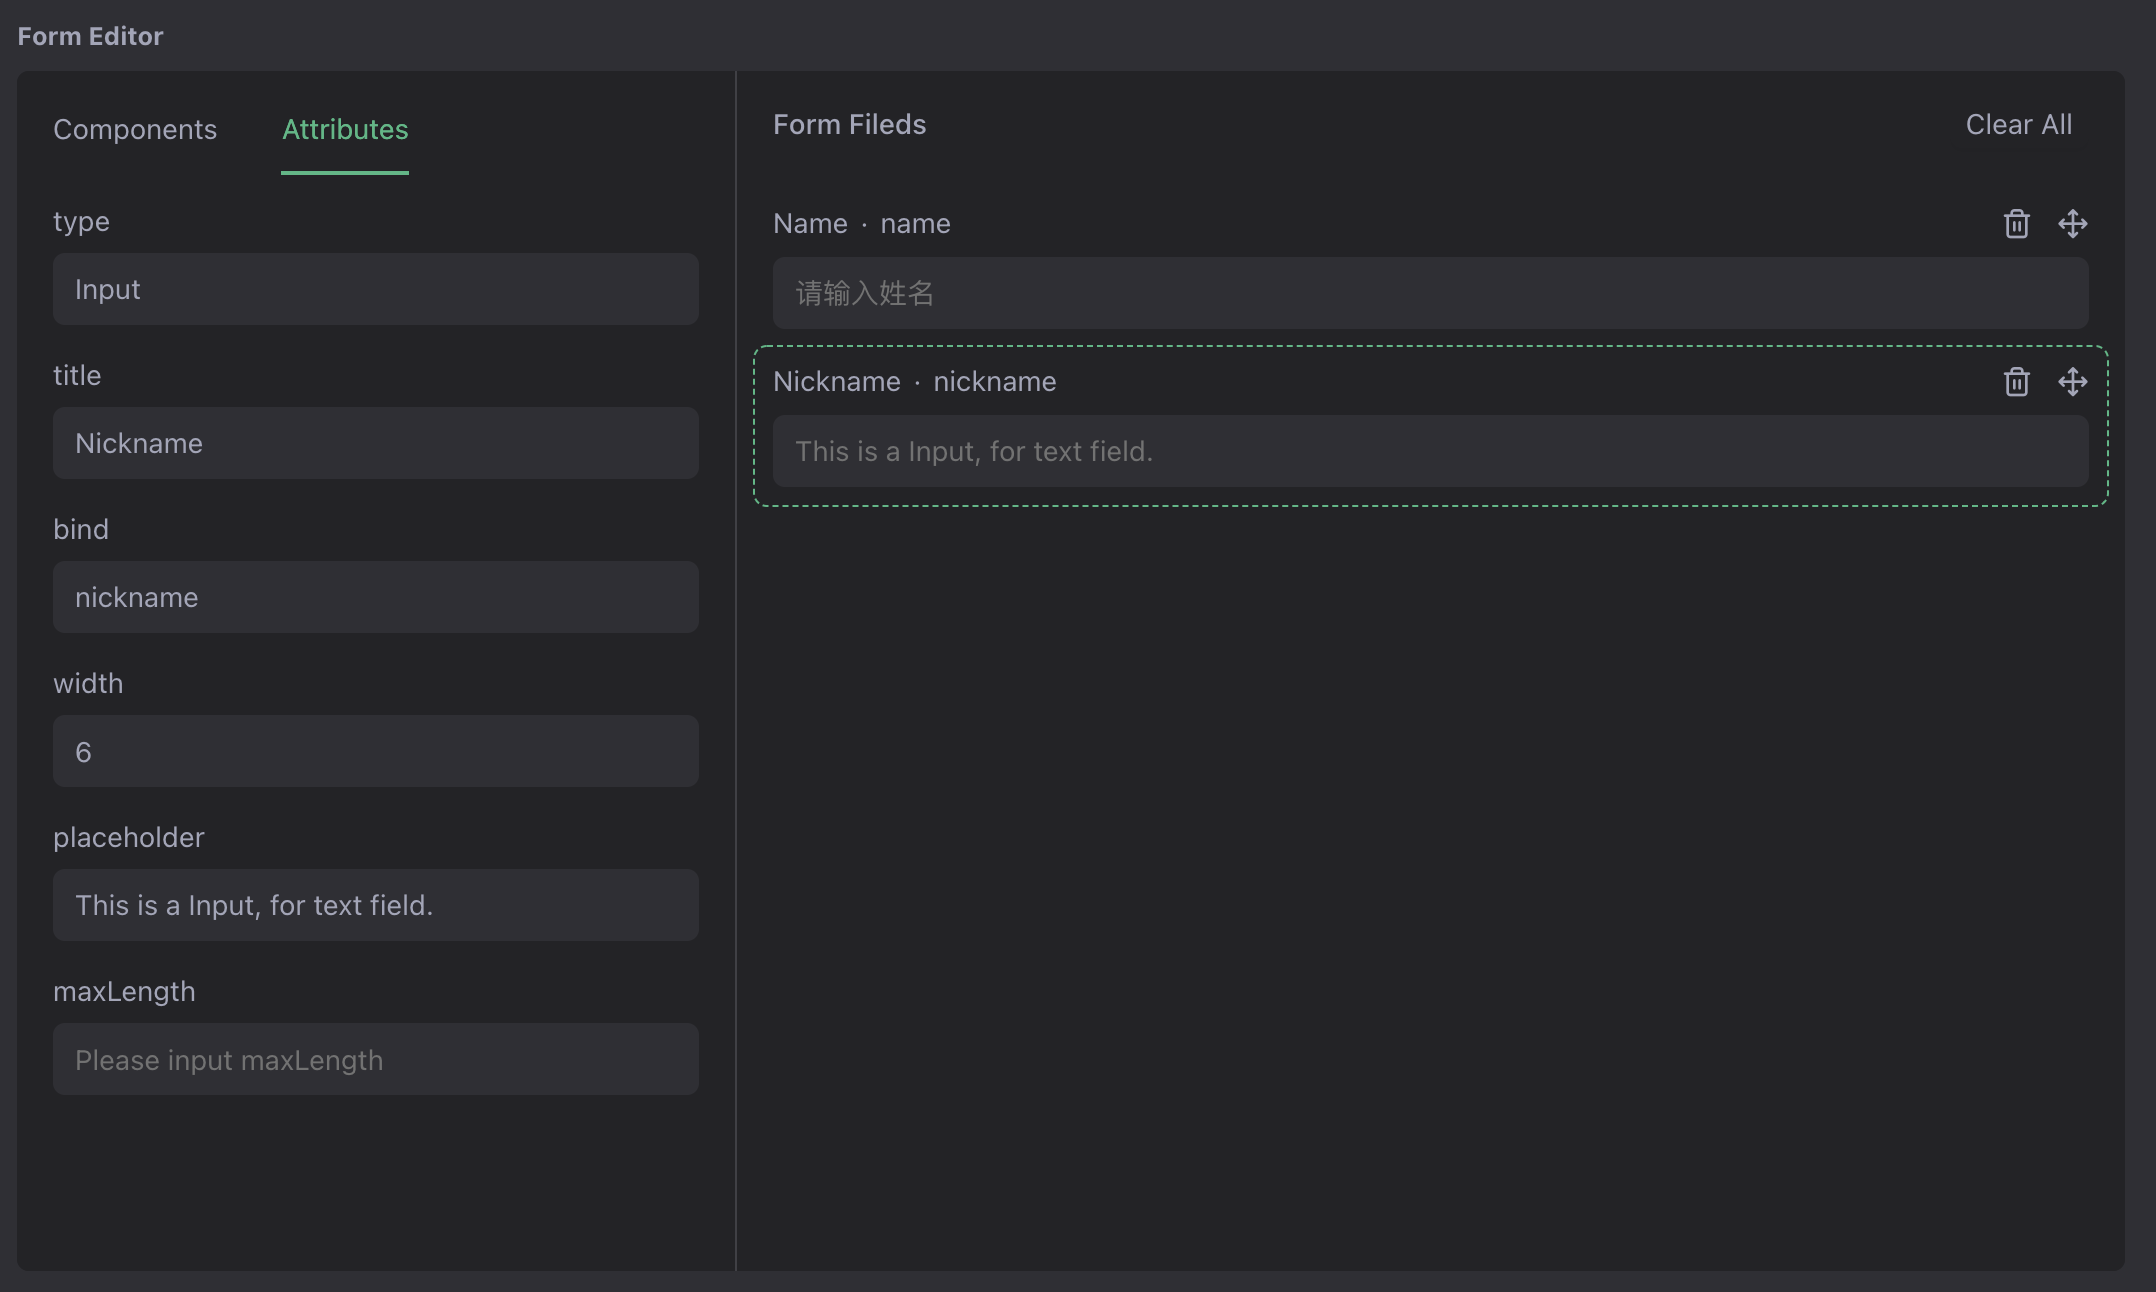 Form Editor
Components
Attributes
type
Input
title
Nickname
bind
nickname
width
6
placeholder
This is a Input, for text field.
maxLength
Please input maxLength
Form Fileds
Clear All
Name · name
请输入姓名
Nickname · nickname
This is a Input, for text field.